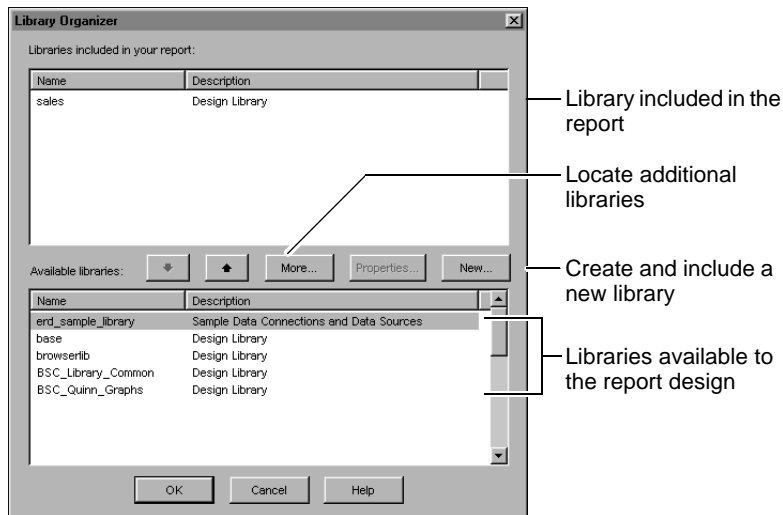 Library Organizer
Libraries included in your report:
Name Description
sales Design Library
Library included in the
report
Locate additional
libraries
Available libraries: More... Properties... New...
Create and include a
new library
Name Description
erd_sample_library Sample Data Connections and Data Sources
base Design Library
browserlib Design Library
BSC_Library_Common Design Library
BSC_Quinn_Graphs Design Library
Libraries available to
the report design
OK Cancel Help